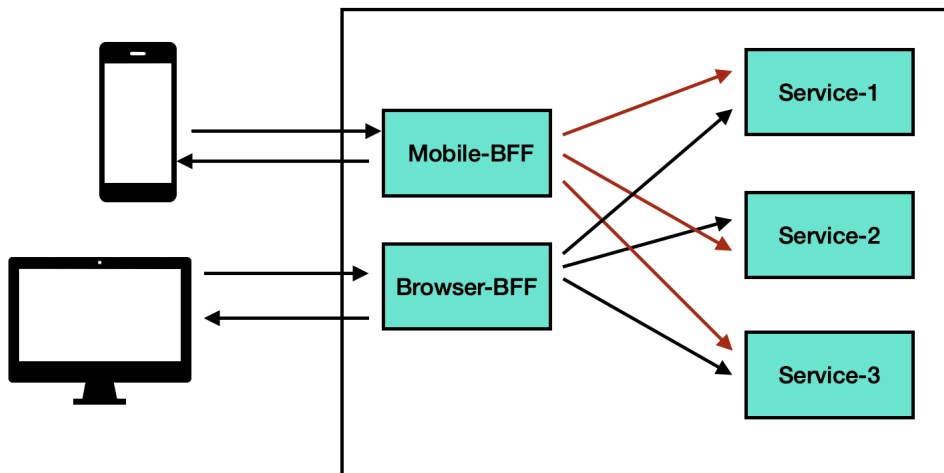 Service-1
Mobile-BFF
Service-2
Browser-BFF
Service-3